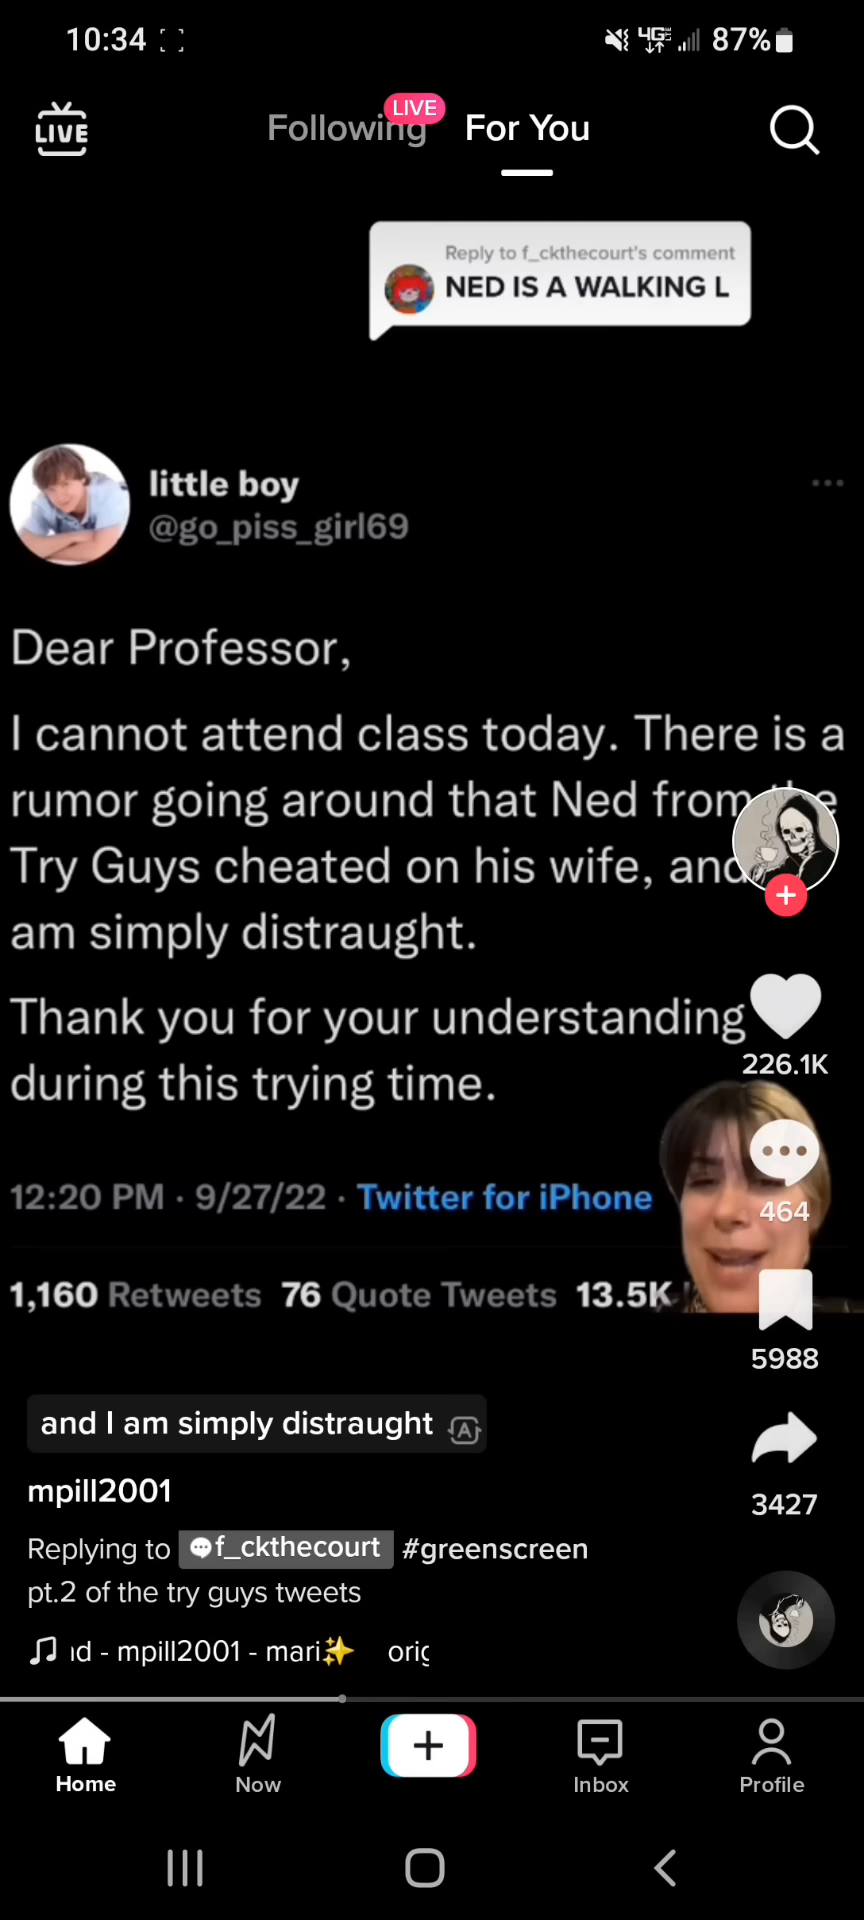 10:34
4G LTE 87%
LIVE
Following LIVE For You
Reply to f_ckthecourt's comment
NED IS A WALKING L
little boy
@go_piss_girl69
Dear Professor,
I cannot attend class today. There is a
rumor going around that Ned from the
Try Guys cheated on his wife, and
am simply distraught.
Thank you for your understanding
during this trying time.
12:20 PM · 9/27/22 · Twitter for iPhone
1,160 Retweets 76 Quote Tweets 13.5K
226.1K
464
5988
3427
and I am simply distraught
mpill2001
Replying to f_ckthecourt #greenscreen
pt.2 of the try guys tweets
nd - mpill2001 - mari✨ orig
Home
Now
Inbox
Profile